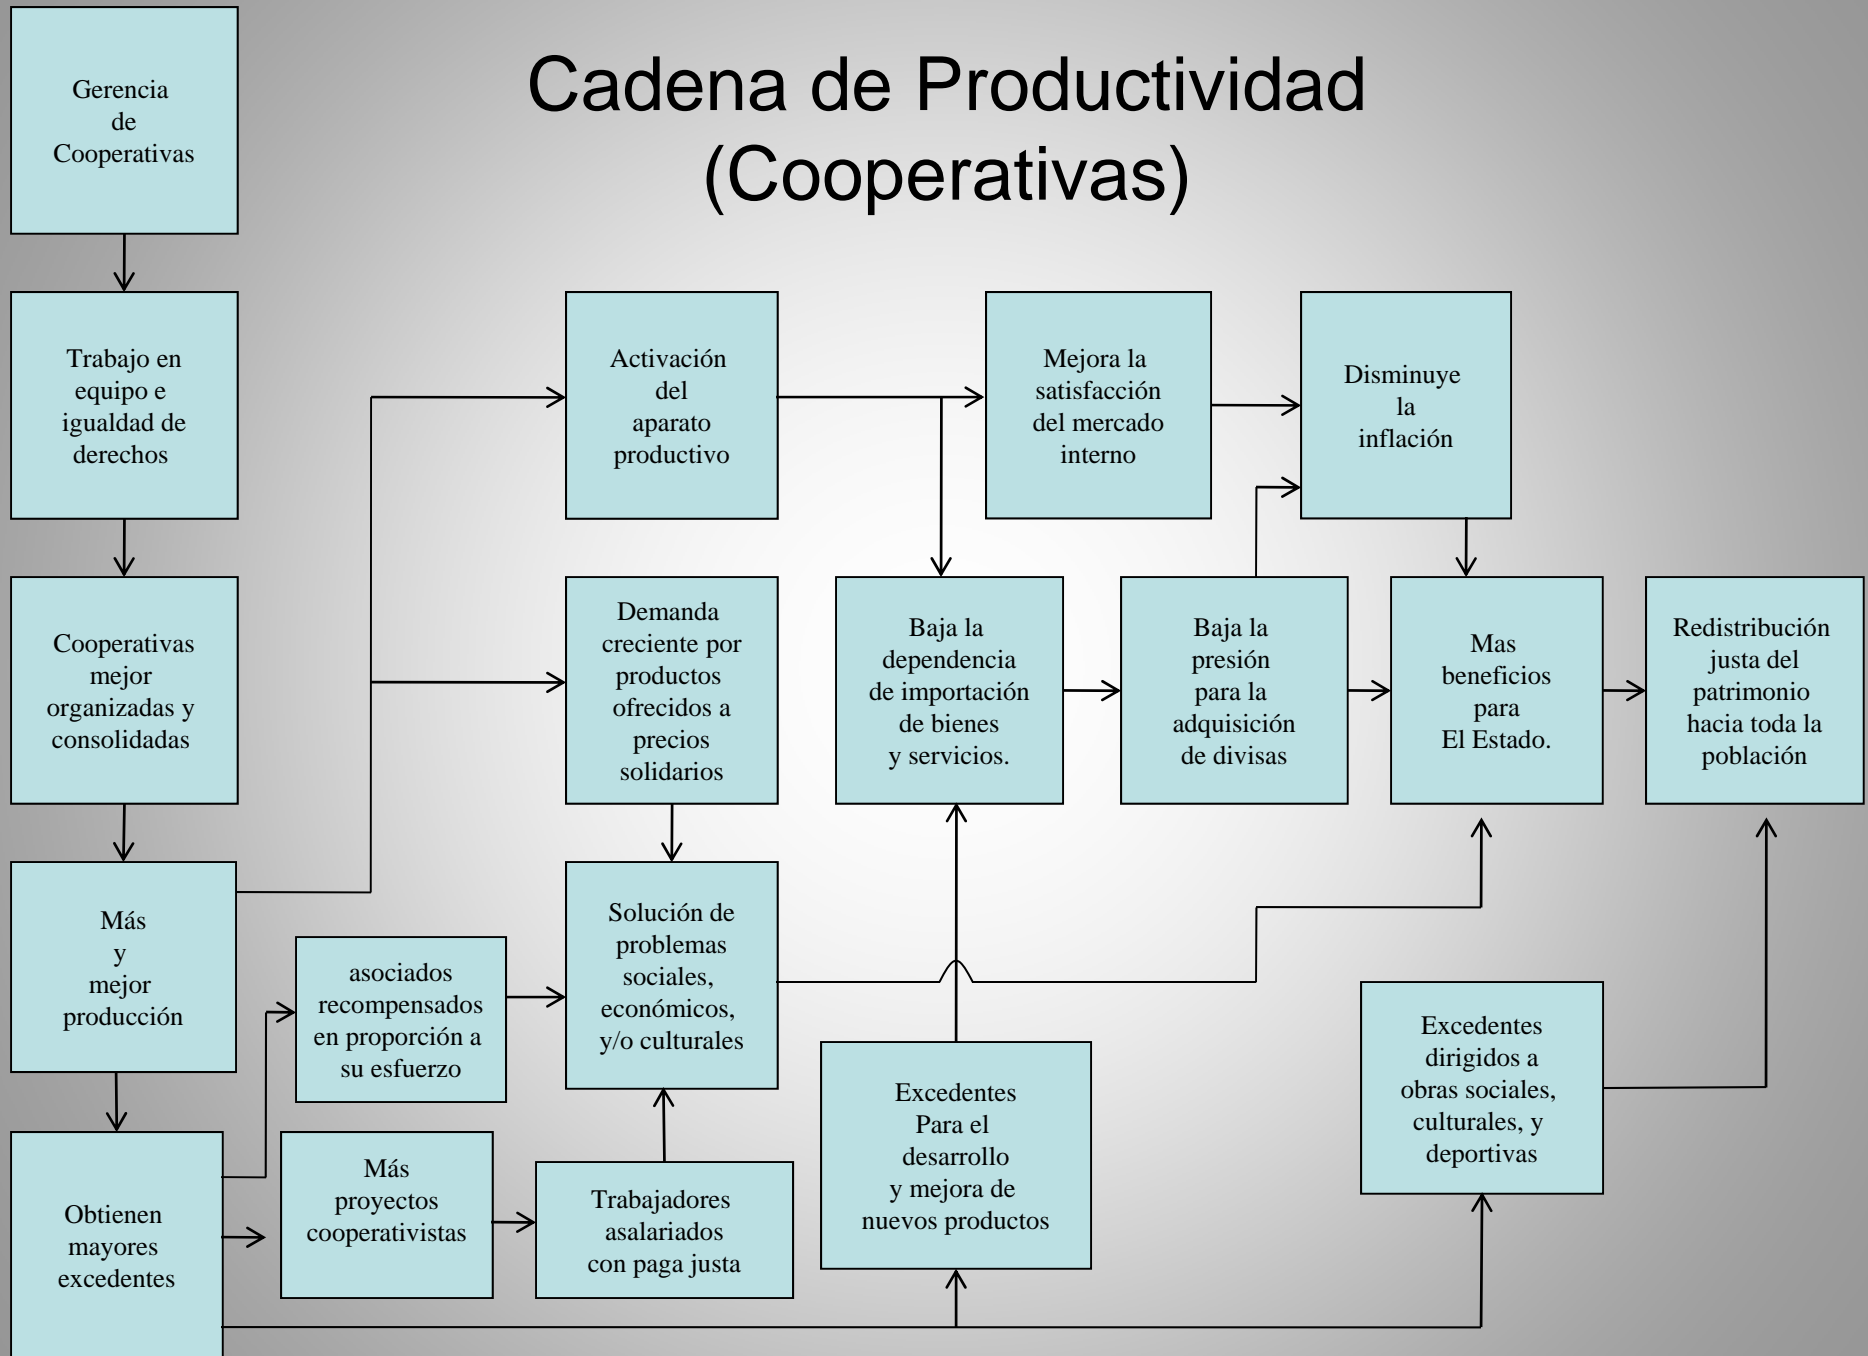 Cadena de Productividad
(Cooperativas)
Gerencia
de
Cooperativas
Trabajo en
equipo e
igualdad de
derechos
Activación
del
aparato
productivo
Mejora la
satisfacción
del mercado
interno
Disminuye
la
inflación
Cooperativas
mejor
organizadas y
consolidadas
Demanda
creciente por
productos
ofrecidos a
precios
solidarios
Baja la
dependencia
de importación
de bienes
y servicios.
Baja la
presión
para la
adquisición
de divisas
Mas
beneficios
para
El Estado.
Redistribución
justa del
patrimonio
hacia toda la
población
Más
y
mejor
producción
asociados
recompensados
en proporción a
su esfuerzo
Solución de
problemas
sociales,
económicos,
y/o culturales
Excedentes
Para el
desarrollo
y mejora de
nuevos productos
Excedentes
dirigidos a
obras sociales,
culturales, y
deportivas
Obtienen
mayores
excedentes
Más
proyectos
cooperativistas
Trabajadores
asalariados
con paga justa